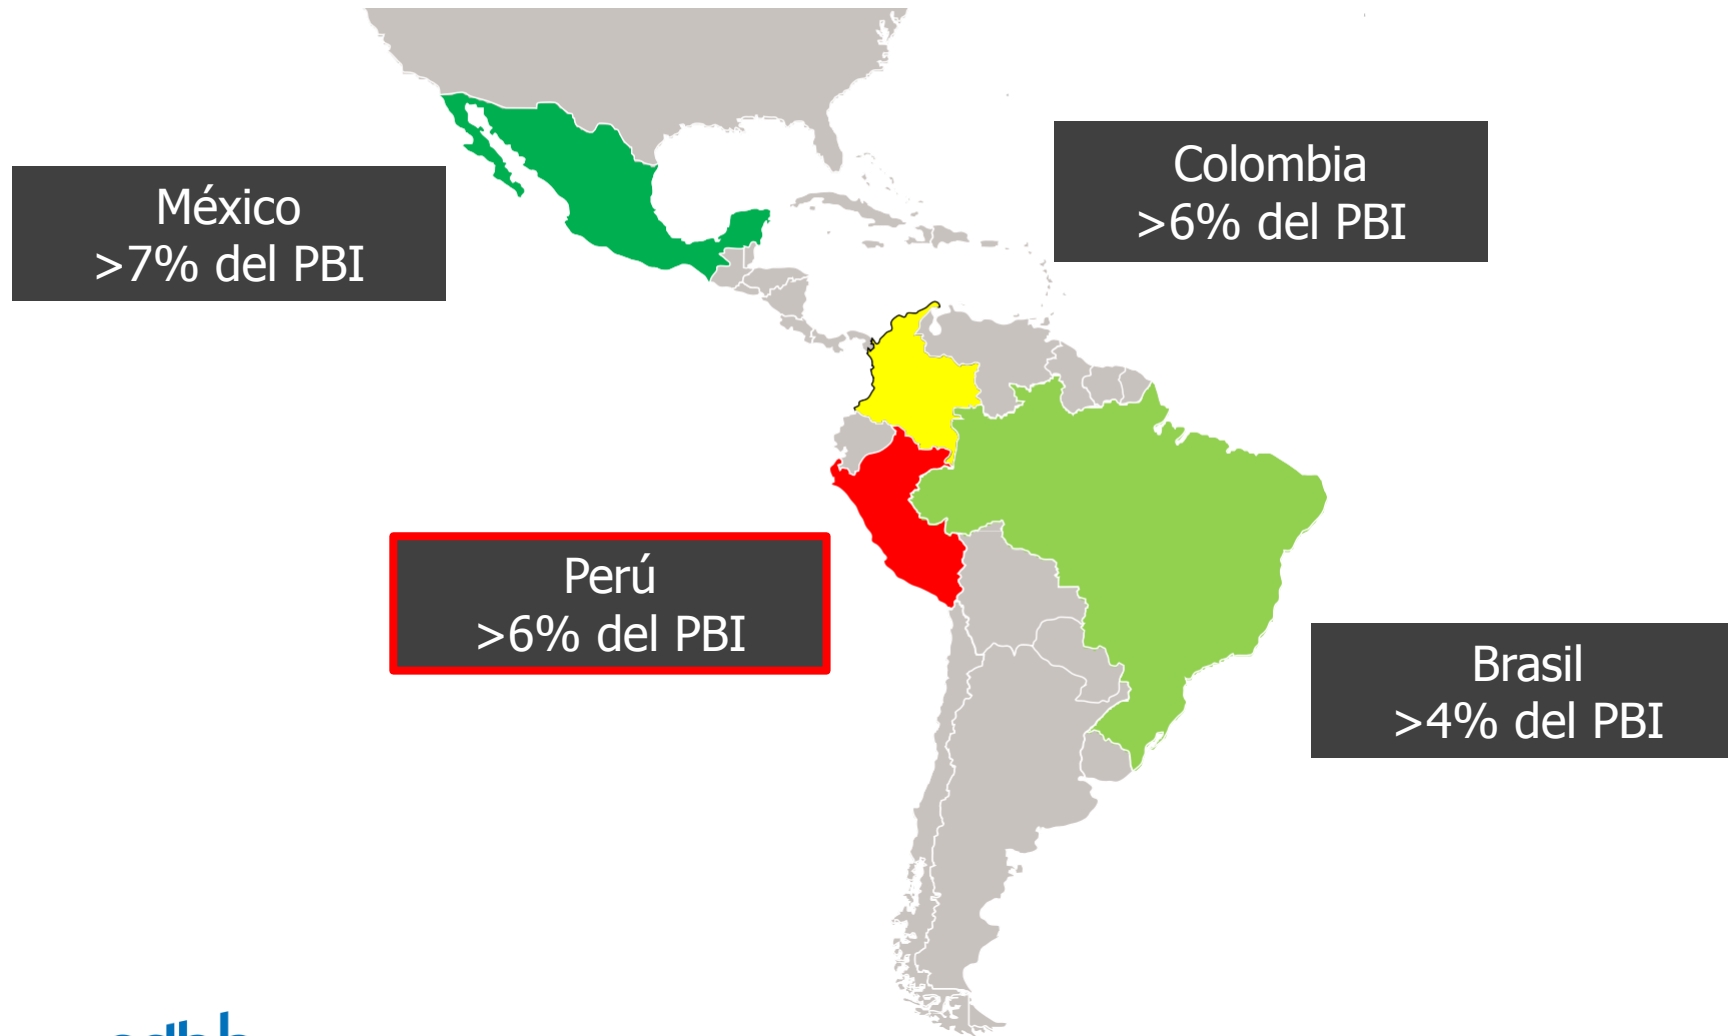 México
>7% del PBI
Colombia
>6% del PBI
Perú
>6% del PBI
Brasil
>4% del PBI